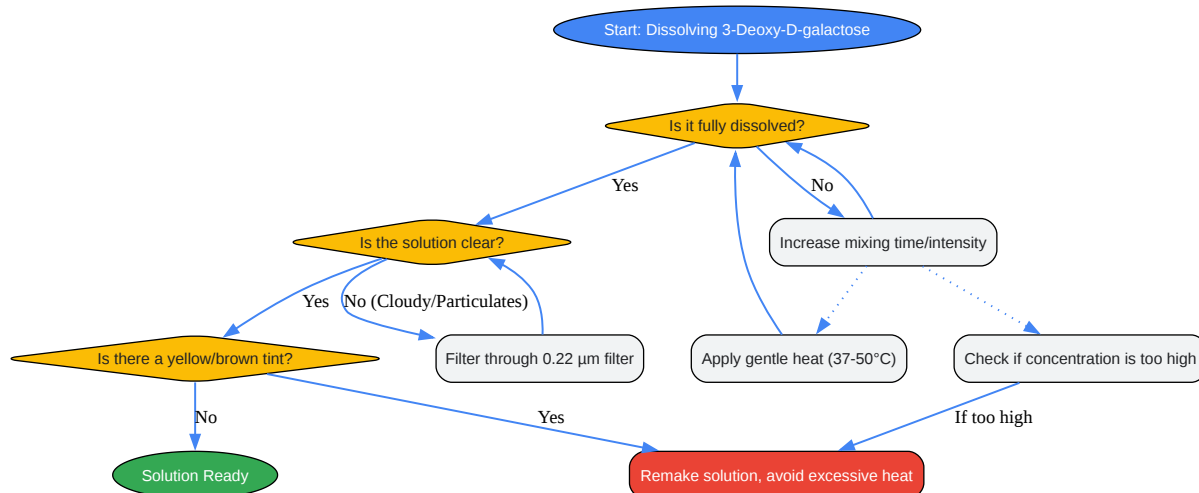 Start: Dissolving 3-Deoxy-D-galactose
Is it fully dissolved?
Yes
No
Is the solution clear?
Increase mixing time/intensity
Yes
No (Cloudy/Particulates)
Is there a yellow/brown tint?
Filter through 0.22 µm filter
Apply gentle heat (37-50°C)
Check if concentration is too high
No
Yes
If too high
Solution Ready
Remake solution, avoid excessive heat